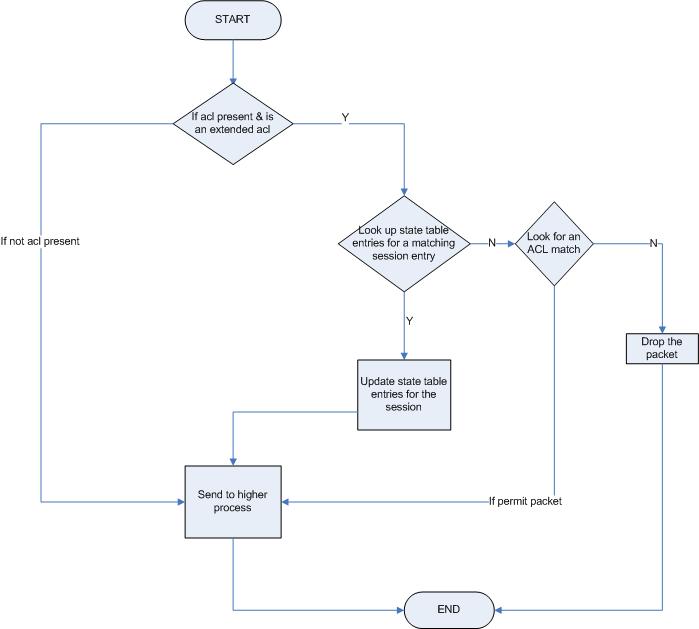 START
If acl present & is
an extended acl
Y
If not acl present
Look up state table
entries for a matching
session entry
N
Look for an
ACL match
N
Y
Drop the
packet
Update state table
entries for the
session
Send to higher
process
If permit packet
END